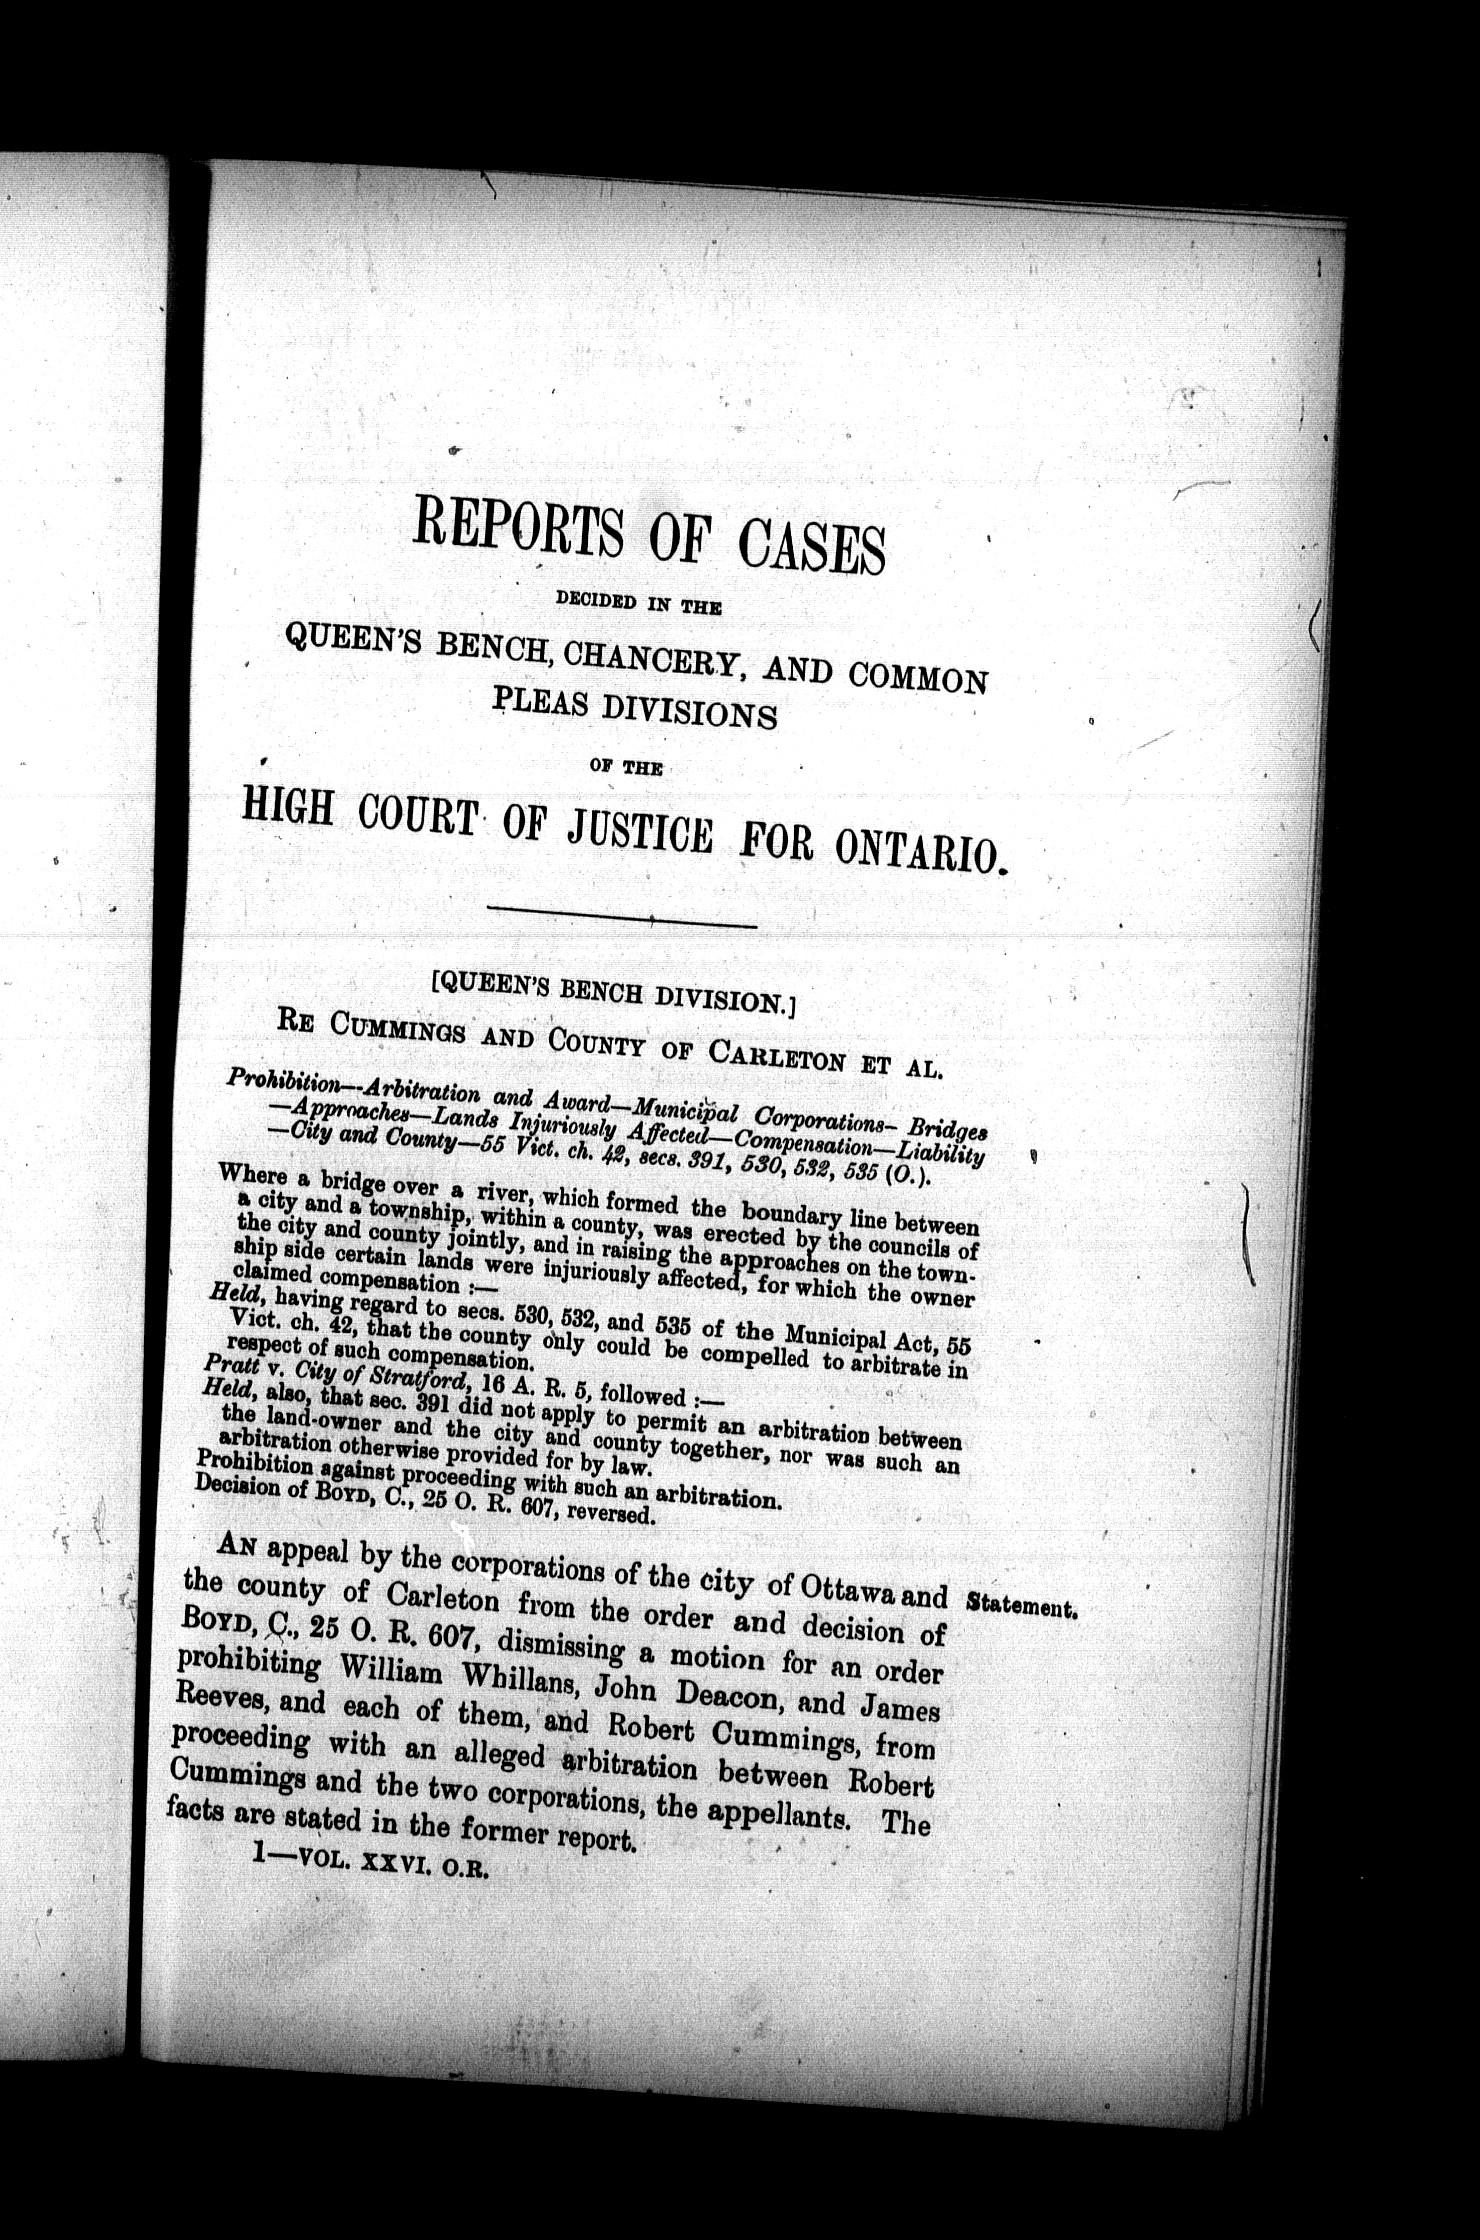 REPORTS OF CASES
DECIDED IN THE
QUEEN'S BENCH, CHANCERY, AND COMMON
PLEAS DIVISIONS
OF THE
HIGH COURT OF JUSTICE FOR ONTARIO.
[QUEEN'S BENCH DIVISION.]
RE CUMMINGS AND COUNTY OF CARLETON ET AL.
Prohibition—Arbitration and Award—Municipal Corporations- Bridges
—Approaches—Lands Injuriously Affected—Compensation—Liability
—City and County—55 Vict. ch. 42, secs. 391, 530, 532, 535 (O.).
Where a bridge over a river, which formed the boundary line between
a city and a township, within a county, was erected by the councils of
the city and county jointly, and in raising the approaches on the town-
ship side certain lands were injuriously affected, for which the owner
claimed compensation :—
Held, having regard to secs. 530, 532, and 535 of the Municipal Act, 55
Vict. ch. 42, that the county only could be compelled to arbitrate in
respect of such compensation.
Pratt v. City of Stratford, 16 A. R. 5, followed :—
Held, also, that sec. 391 did not apply to permit an arbitration between
the land-owner and the city and county together, nor was such an
arbitration otherwise provided for by law.
Prohibition against proceeding with such an arbitration.
Decision of BOYD, C., 25 O. R. 607, reversed.
AN appeal by the corporations of the city of Ottawa and Statement.
the county of Carleton from the order and decision of
BOYD, C., 25 O. R. 607, dismissing a motion for an order
prohibiting William Whillans, John Deacon, and James
Reeves, and each of them, and Robert Cummings, from
proceeding with an alleged arbitration between Robert
Cummings and the two corporations, the appellants. The
facts are stated in the former report.
1—VOL. XXVI. O.R.